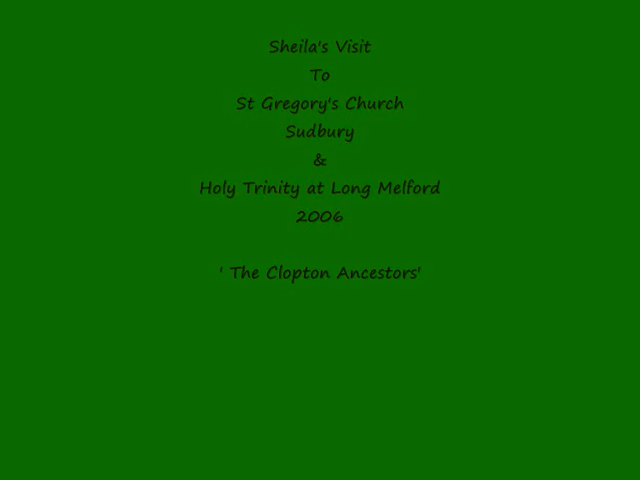 Sheila's Visit
To
St Gregory's Church
Sudbury
&
Holy Trinity at Long Melford
2006
' The Clopton Ancestors'